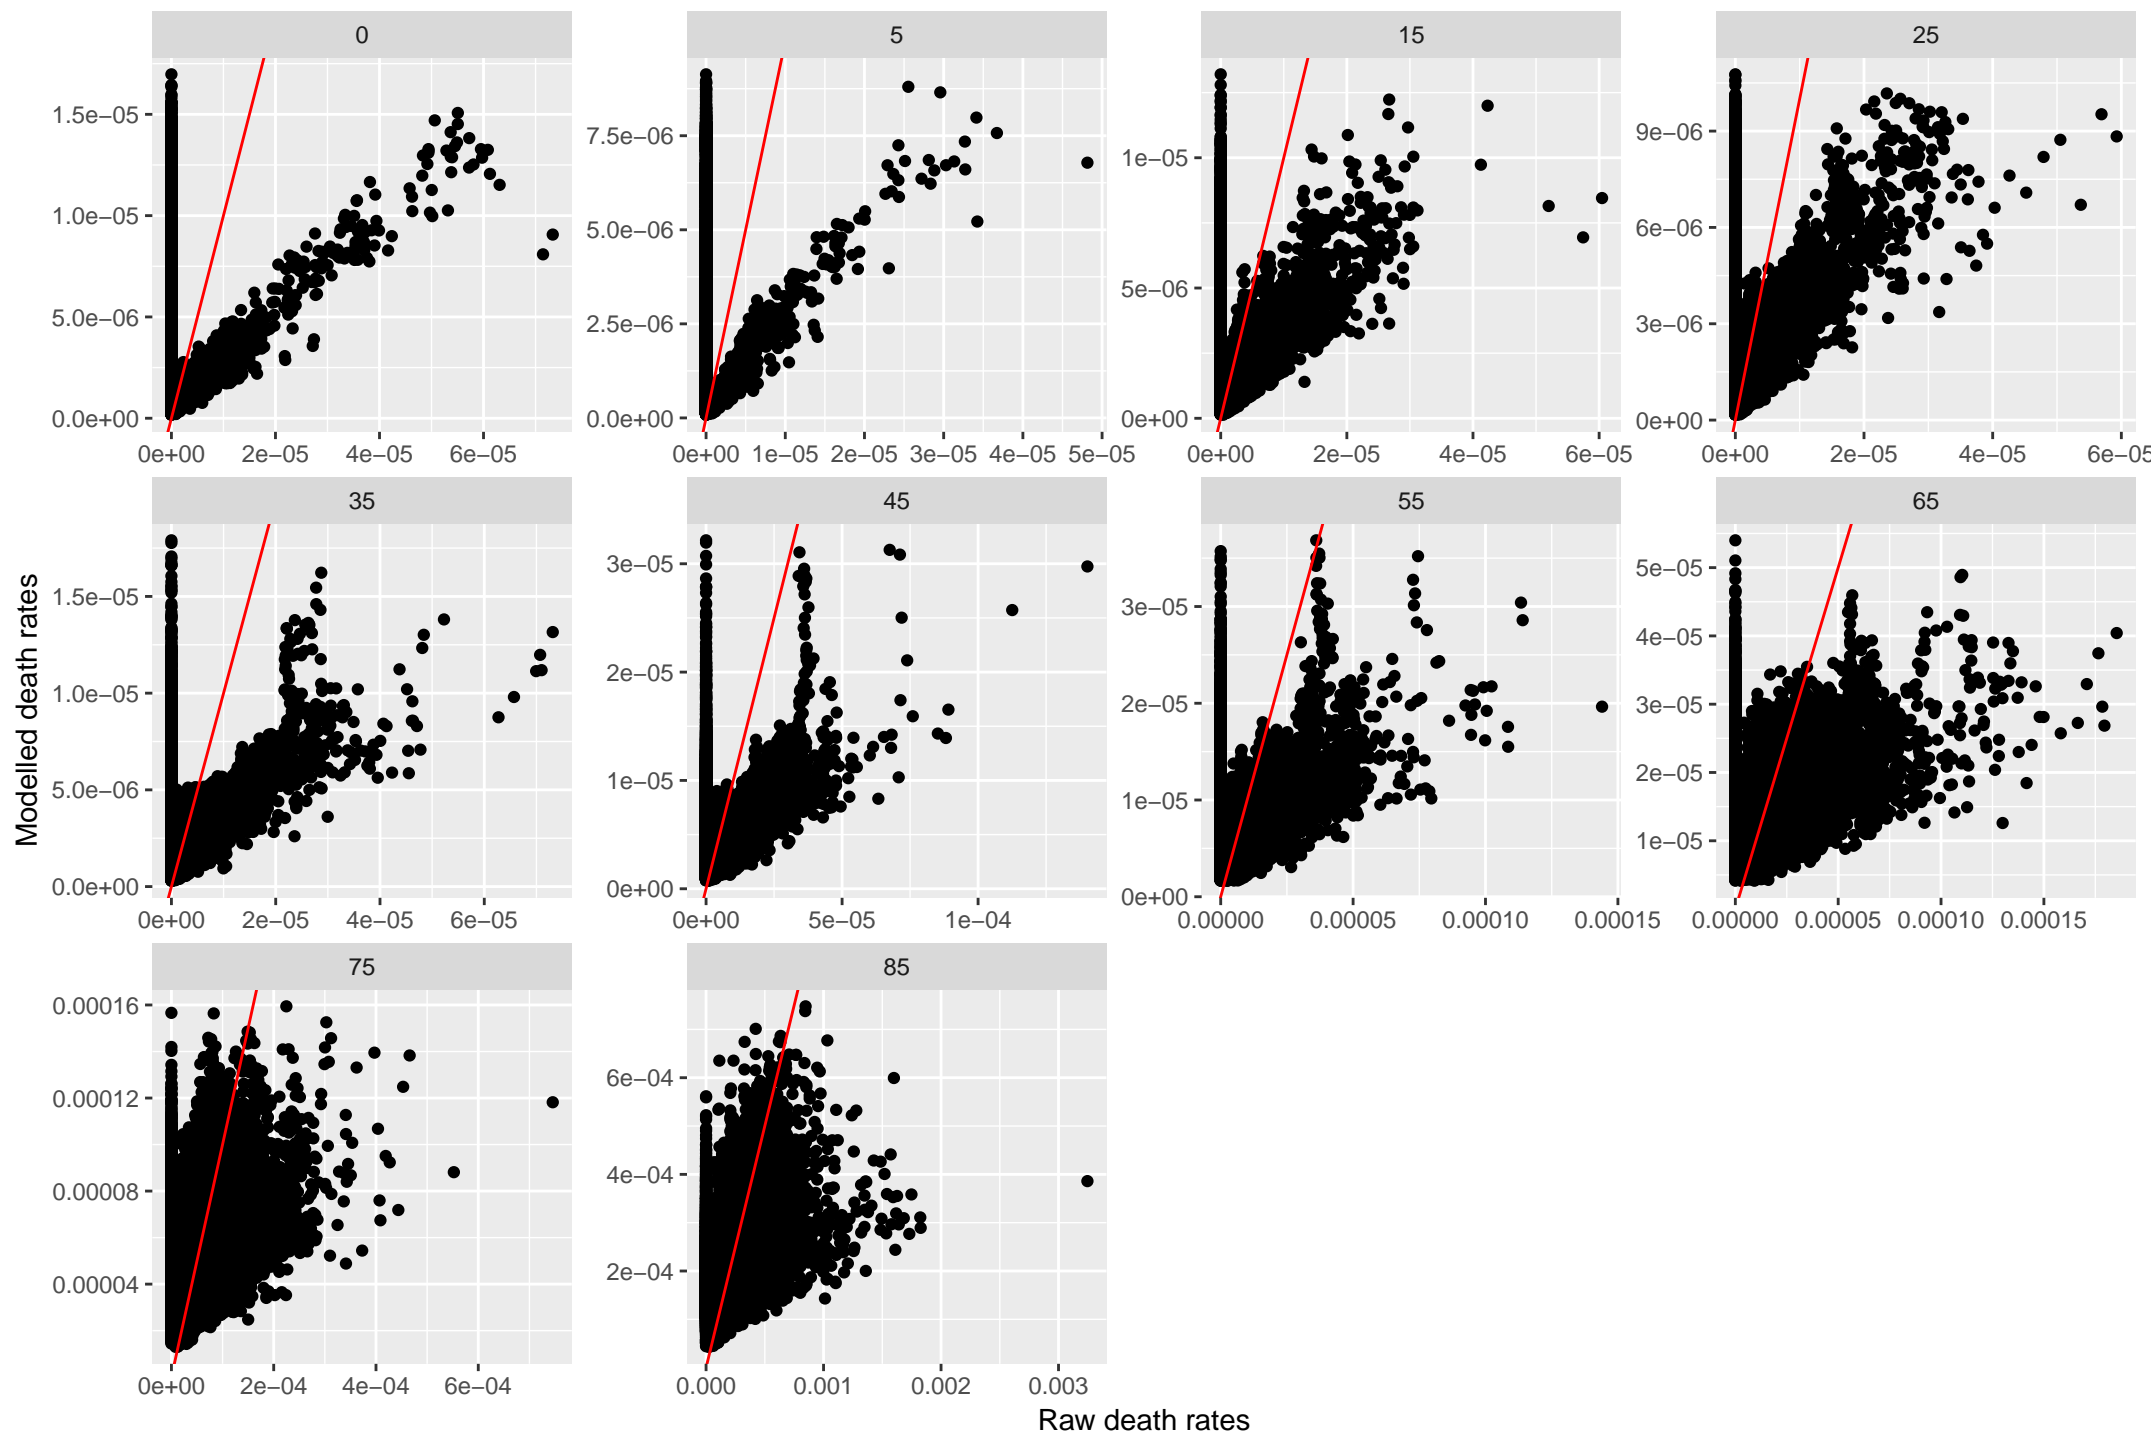 0 5 15 25
1.5e−05 7.5e−06 1e−05 9e−06
1.0e−05 5.0e−06 5e−06 6e−06
5.0e−06 2.5e−06 3e−06
0.0e+00 0.0e+00 0e+00 0e+00
0e+00 2e−05 4e−05 6e−05 0e+00 1e−05 2e−05 3e−05 4e−05 5e−05 0e+00 2e−05 4e−05 6e−05 0e+00 2e−05 4e−05 6e−05
35 45 55 65
1.5e−05 3e−05 3e−05 5e−05
1.0e−05 2e−05 2e−05 4e−05
5.0e−06 1e−05 1e−05 3e−05
0.0e+00 0e+00 0e+00 2e−05
1e−05
0e+00 2e−05 4e−05 6e−05 0e+00 5e−05 1e−04 0.00000 0.00005 0.00010 0.00015 0.00000 0.00005 0.00010 0.00015
75 85
0.00016 6e−04
0.00012 4e−04
0.00008 2e−04
0.00004
0e+00 2e−04 4e−04 6e−04 0.000 0.001 0.002 0.003
Raw death rates
Modelled death rates